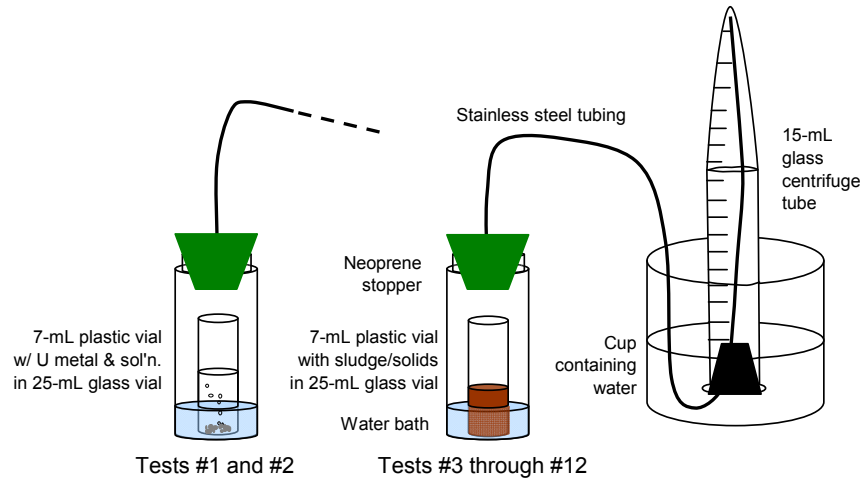 Stainless steel tubing
15-mL
glass
centrifuge
tube
Neoprene
stopper
7-mL plastic vial
w/ U metal & sol'n.
in 25-mL glass vial
7-mL plastic vial
with sludge/solids
in 25-mL glass vial
Cup
containing
water
Water bath
Tests #1 and #2
Tests #3 through #12